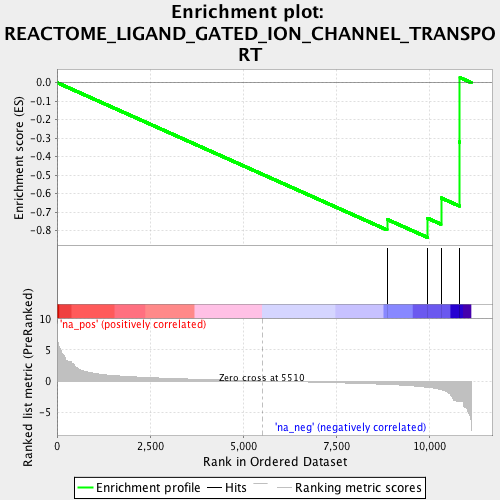 Enrichment plot:
REACTOME_LIGAND_GATED_ION_CHANNEL_TRANSPO
RT
Enrichment score (ES)
0.0
-0.1
-0.2
-0.3
-0.4
-0.5
-0.6
-0.7
-0.8
Ranked list metric (PreRanked)
10
5
0
-5
'na_pos' (positively correlated)
Zero cross at 5510
'na_neg' (negatively correlated)
0
2,500
5,000
7,500
10,000
Rank in Ordered Dataset
Enrichment profile
Hits
Ranking metric scores